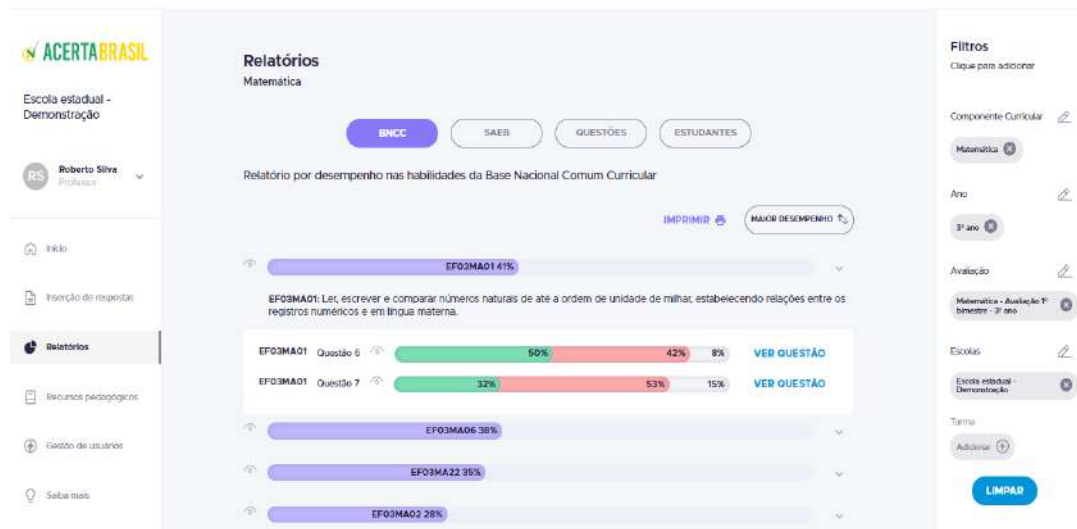 ACERTABRASIL
Escola estadual -
Demonstração
RS
Roberto Silva
Professor
Início
Inserção de respostas
Relatórios
Recursos pedagógicos
Gestão de usuários
Saiba mais
Relatórios
Matemática
BNCC SAEB QUESTÕES ESTUDANTES
Relatório por desempenho nas habilidades da Base Nacional Comum Curricular
IMPRIMIR MAIOR DESEMPENHO
EF03MA01 41%
EF03MA01: Ler, escrever e comparar números naturais de até a ordem de unidade de milhar, estabelecendo relações entre os
registros numéricos e em língua materna.
EF03MA01 Questão 6 50% 42% 8% VER QUESTÃO
EF03MA01 Questão 7 32% 53% 15% VER QUESTÃO
EF03MA06 38%
EF03MA22 35%
EF03MA02 28%
Filtros
Clique para adicionar
Componente Curricular
Matemática
Ano
3º ano
Avaliação
Matemática - Avaliação 1º
bimestre - 3º ano
Escolas
Escola estadual -
Demonstração
Turma
Adicionar
LIMPAR